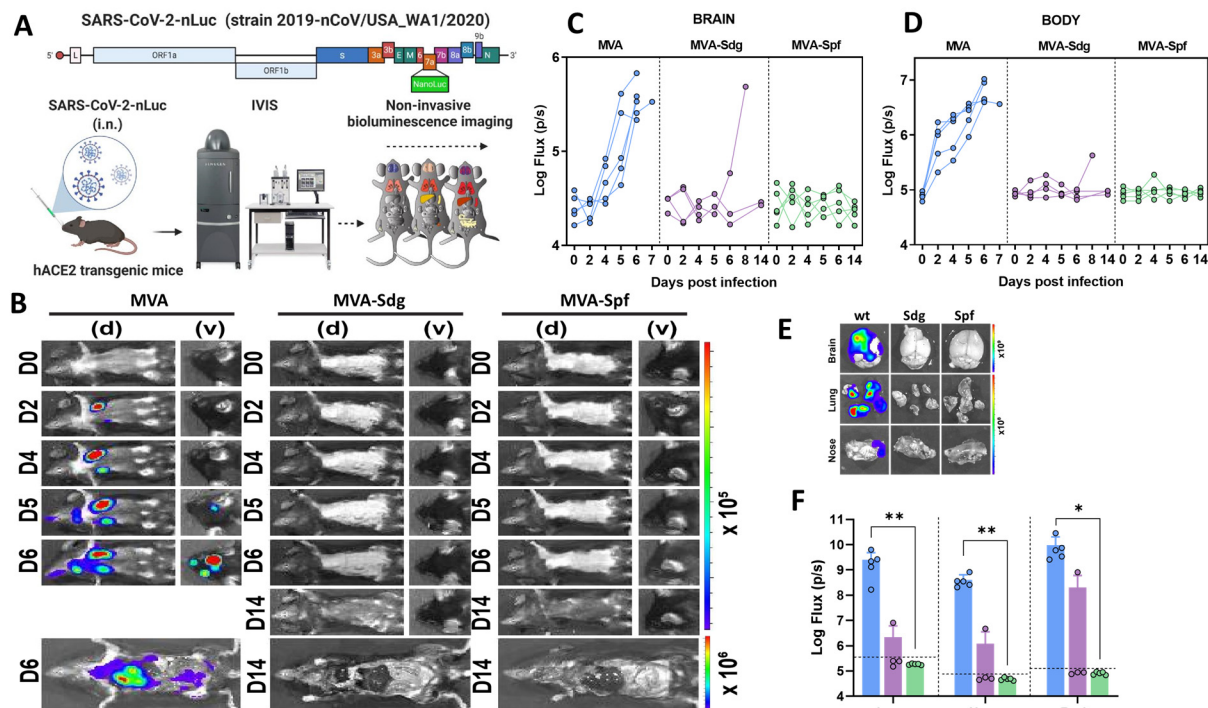 A
SARS-CoV-2-nLuc (strain 2019-nCoV/USA_WA1/2020)
5' L ORF1a ORF1b S 3a 3b E M 6 7a 7b 8a 8b 9b N 3'
NanoLuc
SARS-CoV-2-nLuc
(i.n.)
IVIS
Non-invasive
bioluminescence imaging
hACE2 transgenic mice
B
MVA MVA-Sdg MVA-Spf
(d) (v) (d) (v) (d) (v)
D0 D0 D0
D2 D2 D2
D4 D4 D4
D5 D5 D5
D6 D6 D6
D14 D14
D6 D14 D14
x 10⁵
x 10⁶
C
BRAIN
MVA MVA-Sdg MVA-Spf
Log Flux (p/s)
6
5
4
0 2 4 5 6 7 0 2 4 5 6 8 14 0 2 4 5 6 7 14
Days post infection
D
BODY
MVA MVA-Sdg MVA-Spf
Log Flux (p/s)
7
6
5
4
0 2 4 5 6 7 0 2 4 5 6 8 14 0 2 4 5 6 7 14
Days post infection
E
wt Sdg Spf
Brain
Lung
Nose
F
Log Flux (p/s)
11
10
9
8
7
6
5
4
** ** *